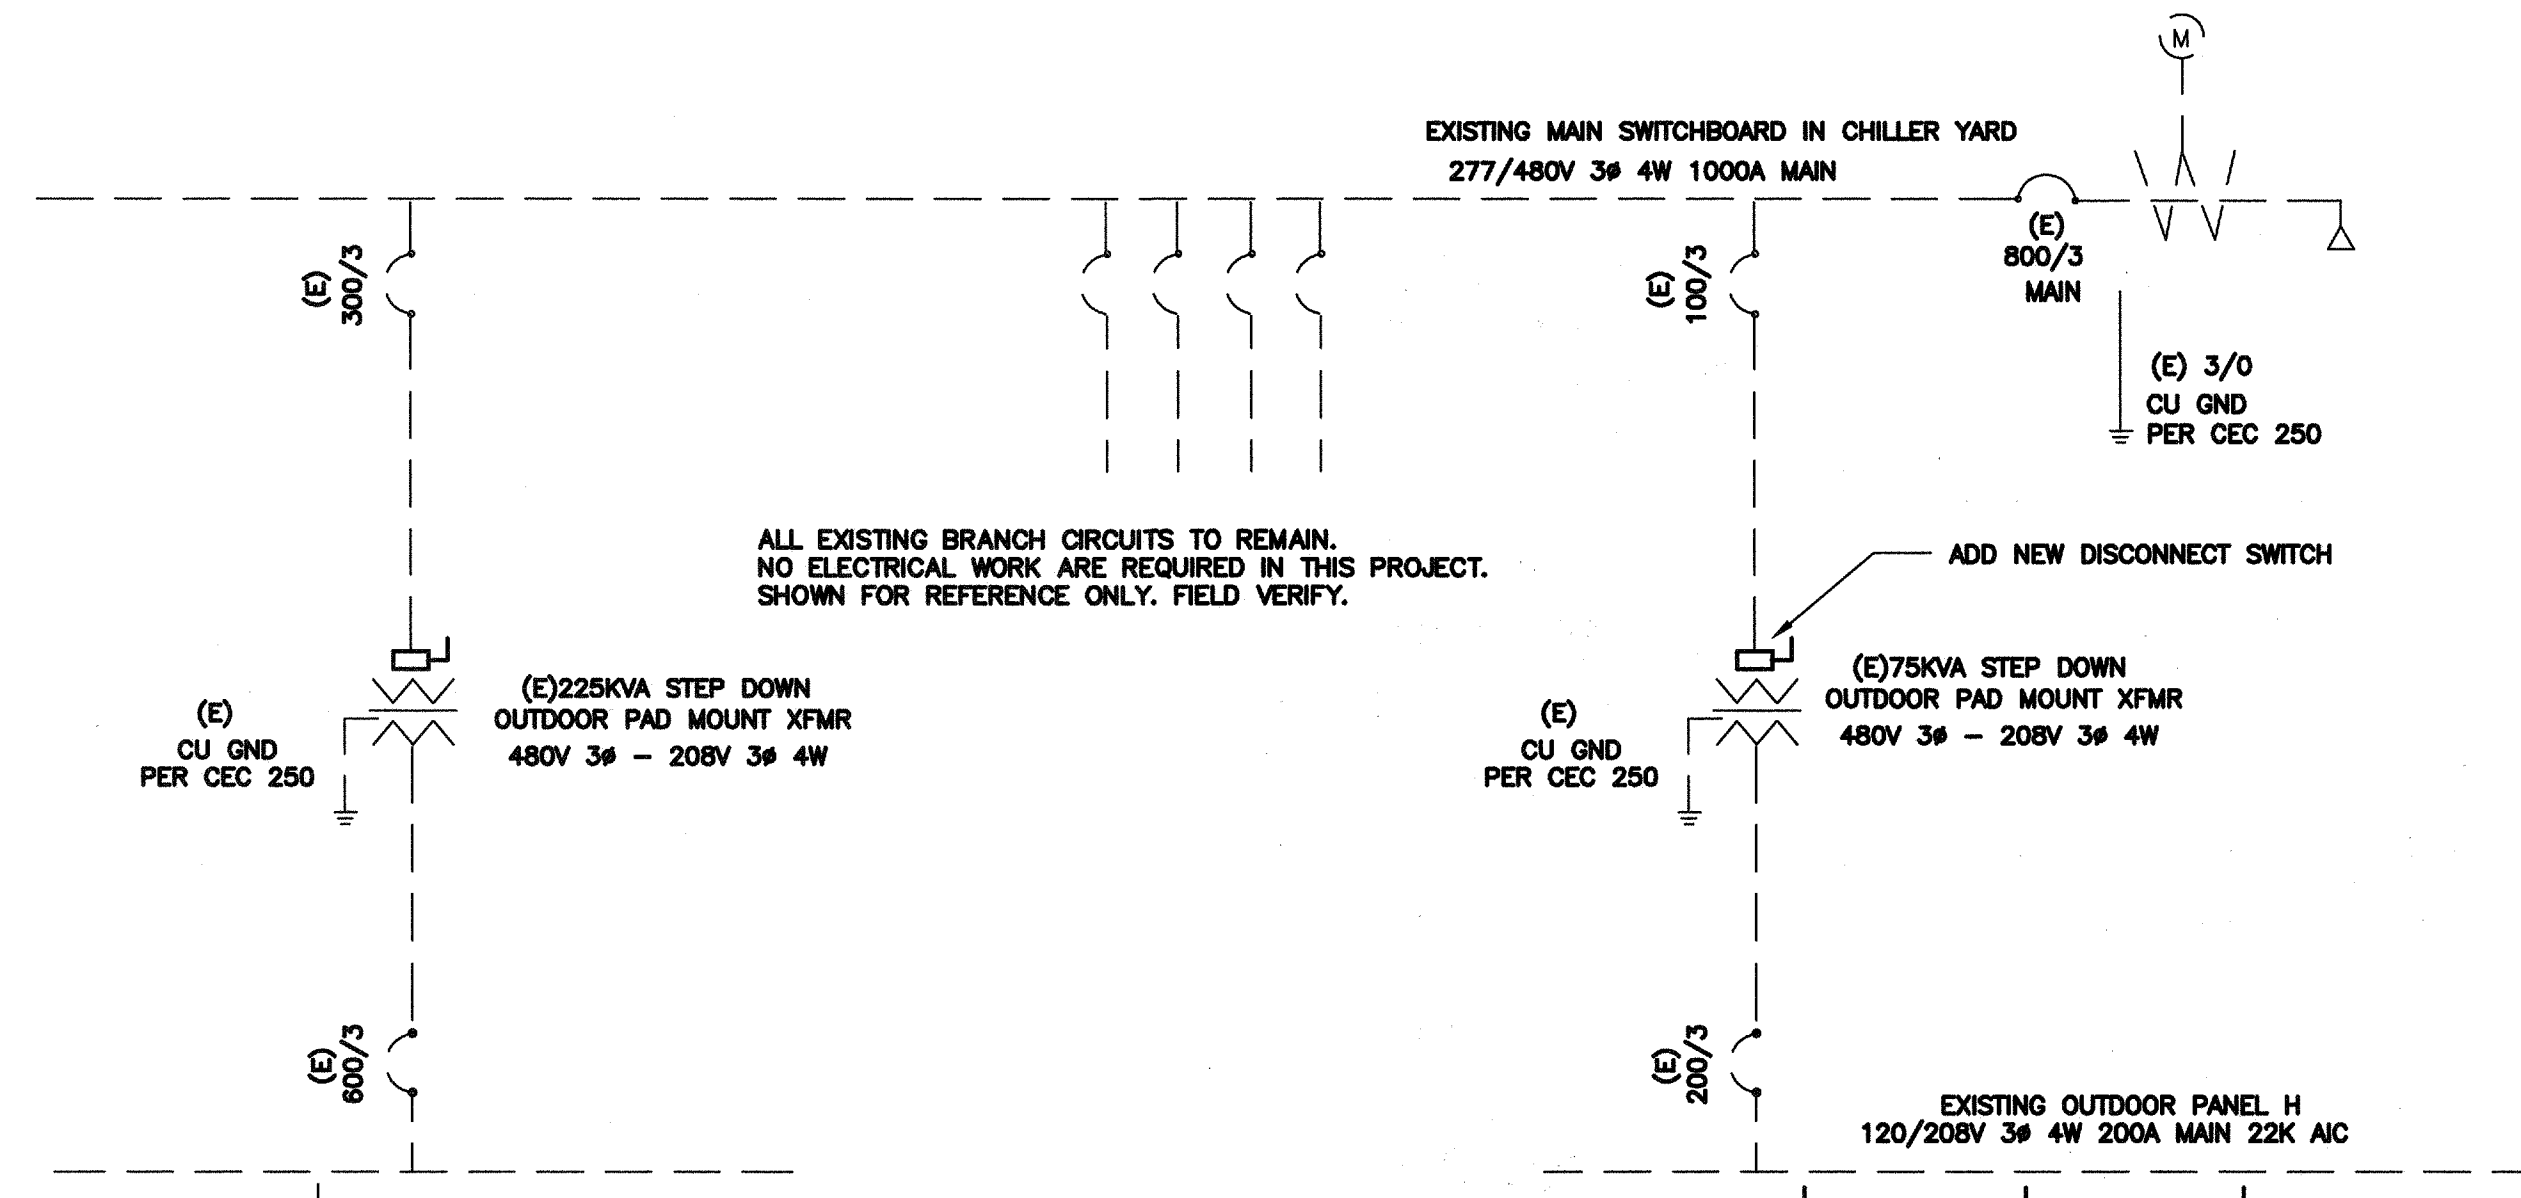 M
EXISTING MAIN SWITCHBOARD IN CHILLER YARD
277/480V 3ø 4W 1000A MAIN
(E)
300/3
(E)
100/3
(E)
800/3
MAIN
(E) 3/0
CU GND
PER CEC 250
ALL EXISTING BRANCH CIRCUITS TO REMAIN.
NO ELECTRICAL WORK ARE REQUIRED IN THIS PROJECT.
SHOWN FOR REFERENCE ONLY. FIELD VERIFY.
ADD NEW DISCONNECT SWITCH
(E)
CU GND
PER CEC 250
(E)225KVA STEP DOWN
OUTDOOR PAD MOUNT XFMR
480V 3ø - 208V 3ø 4W
(E)
CU GND
PER CEC 250
(E)75KVA STEP DOWN
OUTDOOR PAD MOUNT XFMR
480V 3ø - 208V 3ø 4W
(E)
600/3
(E)
200/3
EXISTING OUTDOOR PANEL H
120/208V 3ø 4W 200A MAIN 22K AIC